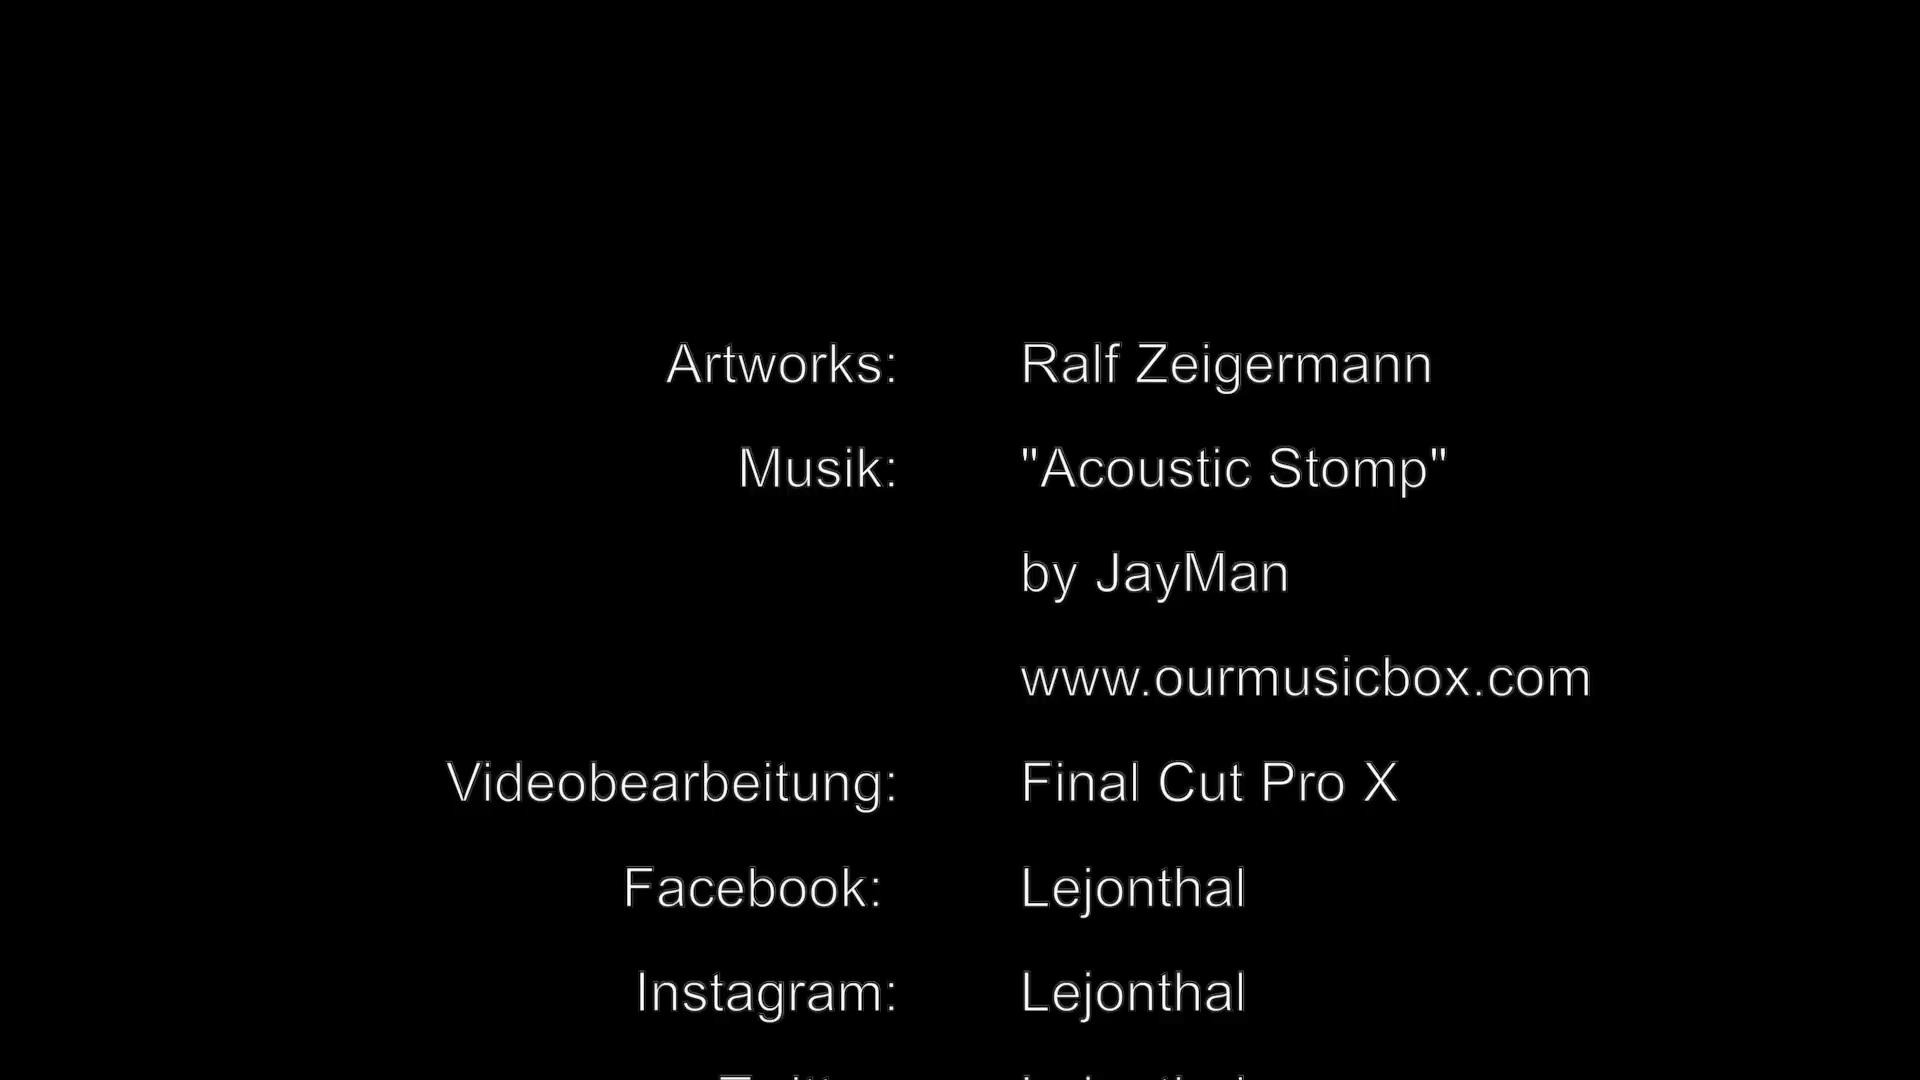 Artworks: Ralf Zeigermann
Musik: "Acoustic Stomp"
by JayMan
www.ourmusicbox.com
Videobearbeitung: Final Cut Pro X
Facebook: Lejonthal
Instagram: Lejonthal